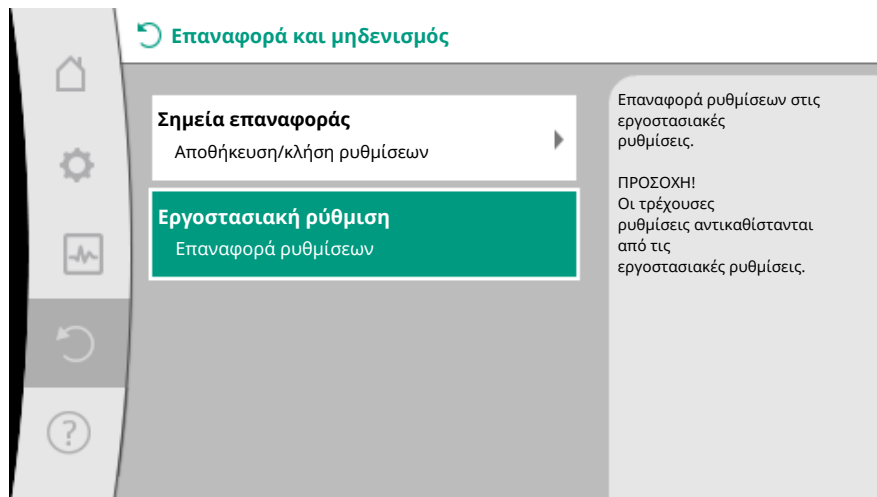 Επαναφορά και μηδενισμός
Σημεία επαναφοράς
Αποθήκευση/κλήση ρυθμίσεων
Εργοστασιακή ρύθμιση
Επαναφορά ρυθμίσεων
Επαναφορά ρυθμίσεων στις
εργοστασιακές
ρυθμίσεις.
ΠΡΟΣΟΧΗ!
Οι τρέχουσες
ρυθμίσεις αντικαθίστανται
από τις
εργοστασιακές ρυθμίσεις.
?